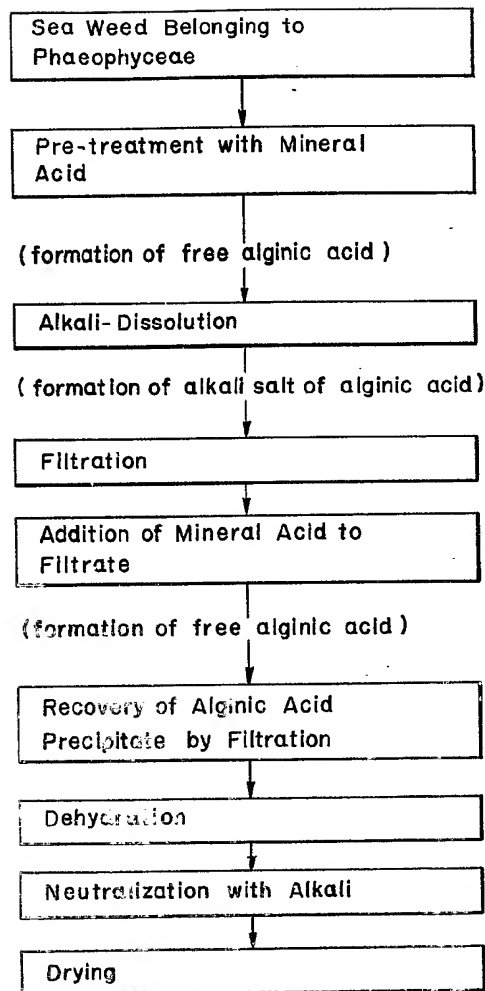 Sea Weed Belonging to
Phaeophyceae
Pre-treatment with Mineral
Acid
(formation of free alginic acid)
Alkali-Dissolution
(formation of alkali salt of alginic acid)
Filtration
Addition of Mineral Acid to
Filtrate
(formation of free alginic acid)
Recovery of Alginic Acid
Precipitate by Filtration
Dehydration
Neutralization with Alkali
Drying